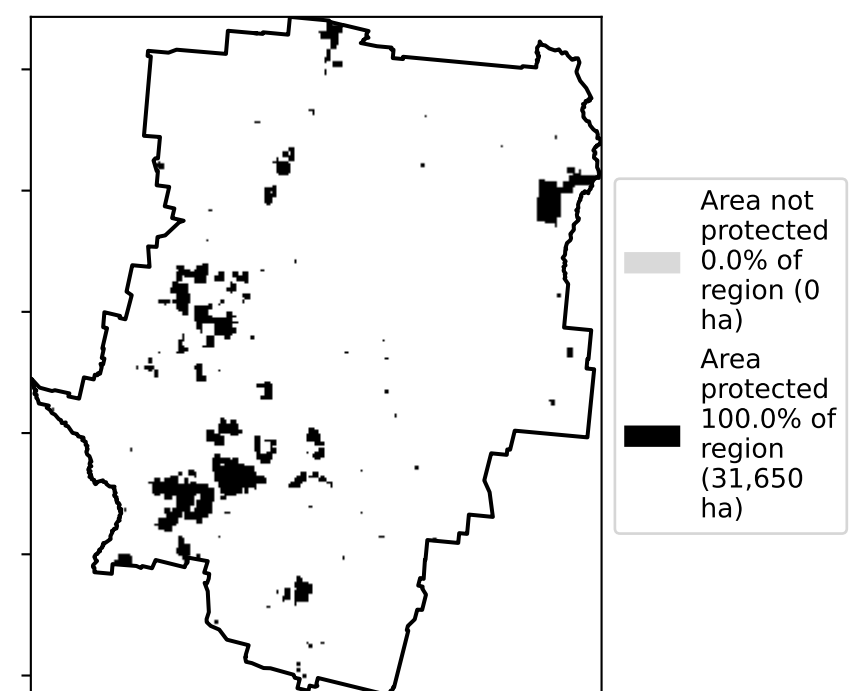 Area not
protected
0.0% of
region (0
ha)
Area
protected
100.0% of
region
(31,650
ha)